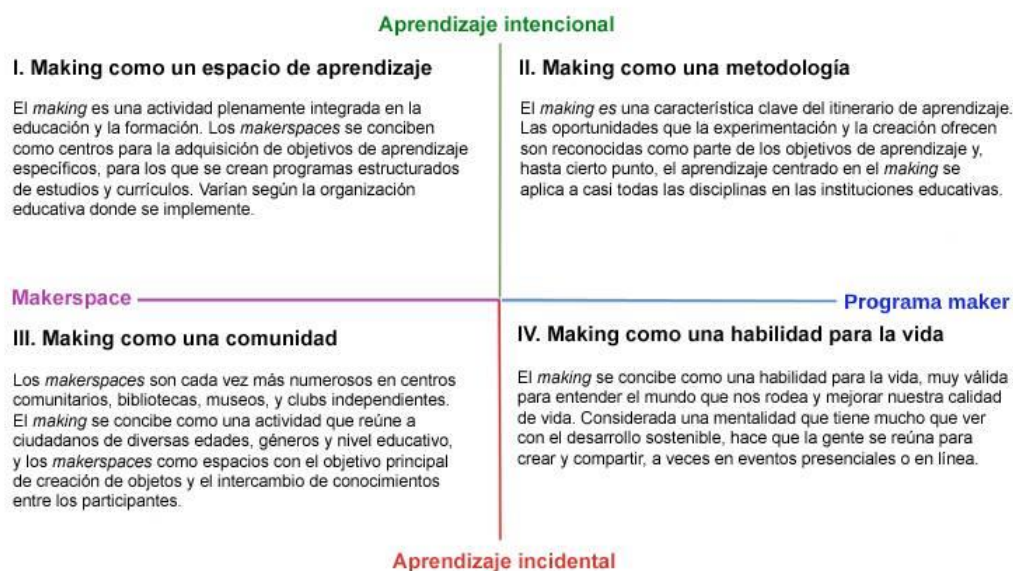 Aprendizaje intencional
I. Making como un espacio de aprendizaje
El making es una actividad plenamente integrada en la
educación y la formación. Los makerspaces se conciben
como centros para la adquisición de objetivos de aprendizaje
específicos, para los que se crean programas estructurados
de estudios y currículos. Varían según la organización
educativa donde se implemente.
II. Making como una metodología
El making es una característica clave del itinerario de aprendizaje.
Las oportunidades que la experimentación y la creación ofrecen
son reconocidas como parte de los objetivos de aprendizaje y,
hasta cierto punto, el aprendizaje centrado en el making se
aplica a casi todas las disciplinas en las instituciones educativas.
Makerspace
Programa maker
III. Making como una comunidad
Los makerspaces son cada vez más numerosos en centros
comunitarios, bibliotecas, museos, y clubs independientes.
El making se concibe como una actividad que reúne a
ciudadanos de diversas edades, géneros y nivel educativo,
y los makerspaces como espacios con el objetivo principal
de creación de objetos y el intercambio de conocimientos
entre los participantes.
IV. Making como una habilidad para la vida
El making se concibe como una habilidad para la vida, muy válida
para entender el mundo que nos rodea y mejorar nuestra calidad
de vida. Considerada una mentalidad que tiene mucho que ver
con el desarrollo sostenible, hace que la gente se reúna para
crear y compartir, a veces en eventos presenciales o en línea.
Aprendizaje incidental